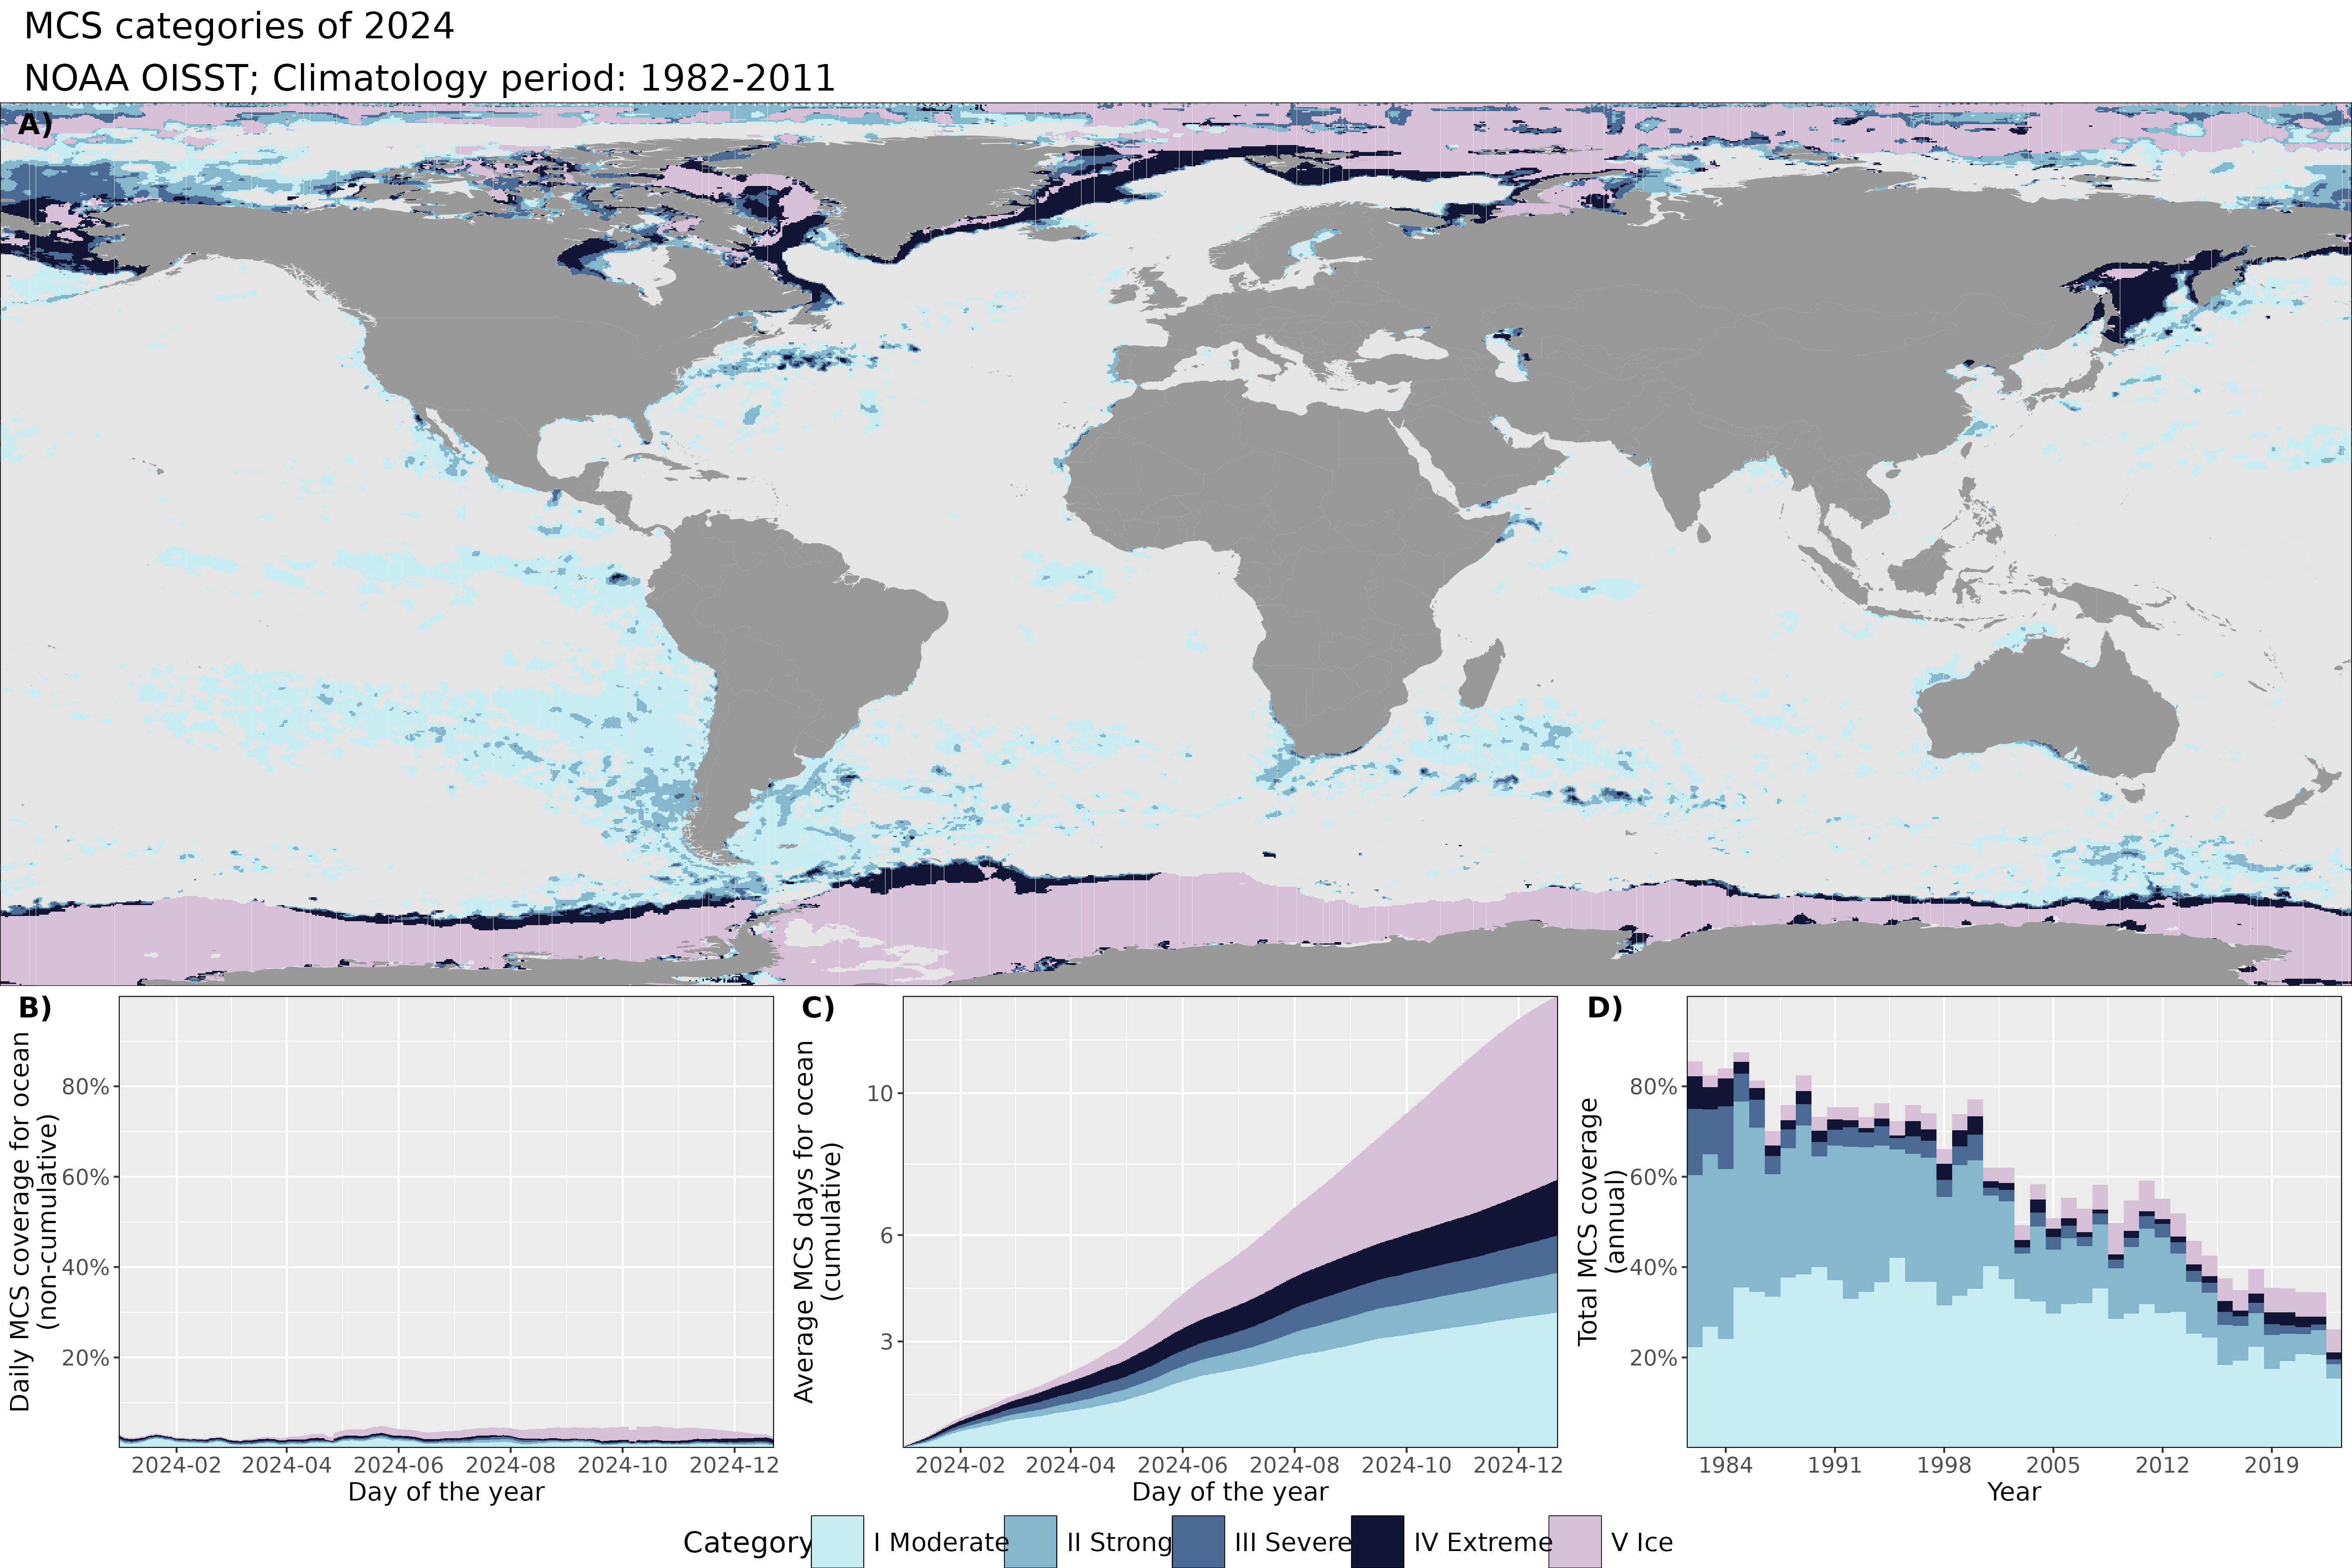 MCS categories of 2024
NOAA OISST; Climatology period: 1982-2011
A)
B)
Daily MCS coverage for ocean
(non-cumulative)
80%
60%
40%
20%
2024-02 2024-04 2024-06 2024-08 2024-10 2024-12
Day of the year
C)
Average MCS days for ocean
(cumulative)
10
6
3
2024-02 2024-04 2024-06 2024-08 2024-10 2024-12
Day of the year
D)
Total MCS coverage
(annual)
80%
60%
40%
20%
1984 1991 1998 2005 2012 2019
Year
Category I Moderate II Strong III Severe IV Extreme V Ice